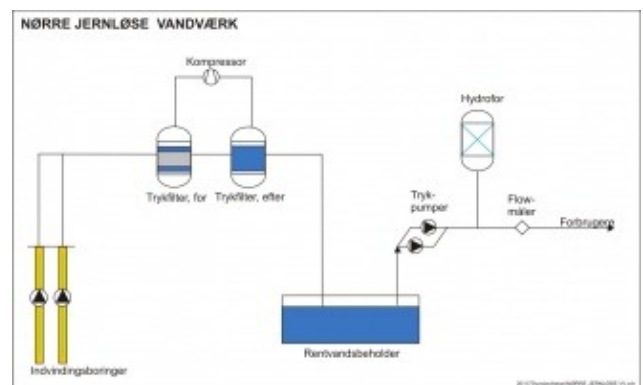 NØRRE JERNLØSE VANDVÆRK
Kompressor
Hydrofor
Trykfilter, for
Trykfilter, efter
Tryk-
pumper
Flow-
måler
Forbrugere
Rentvandsbeholder
Indvindingsboringer